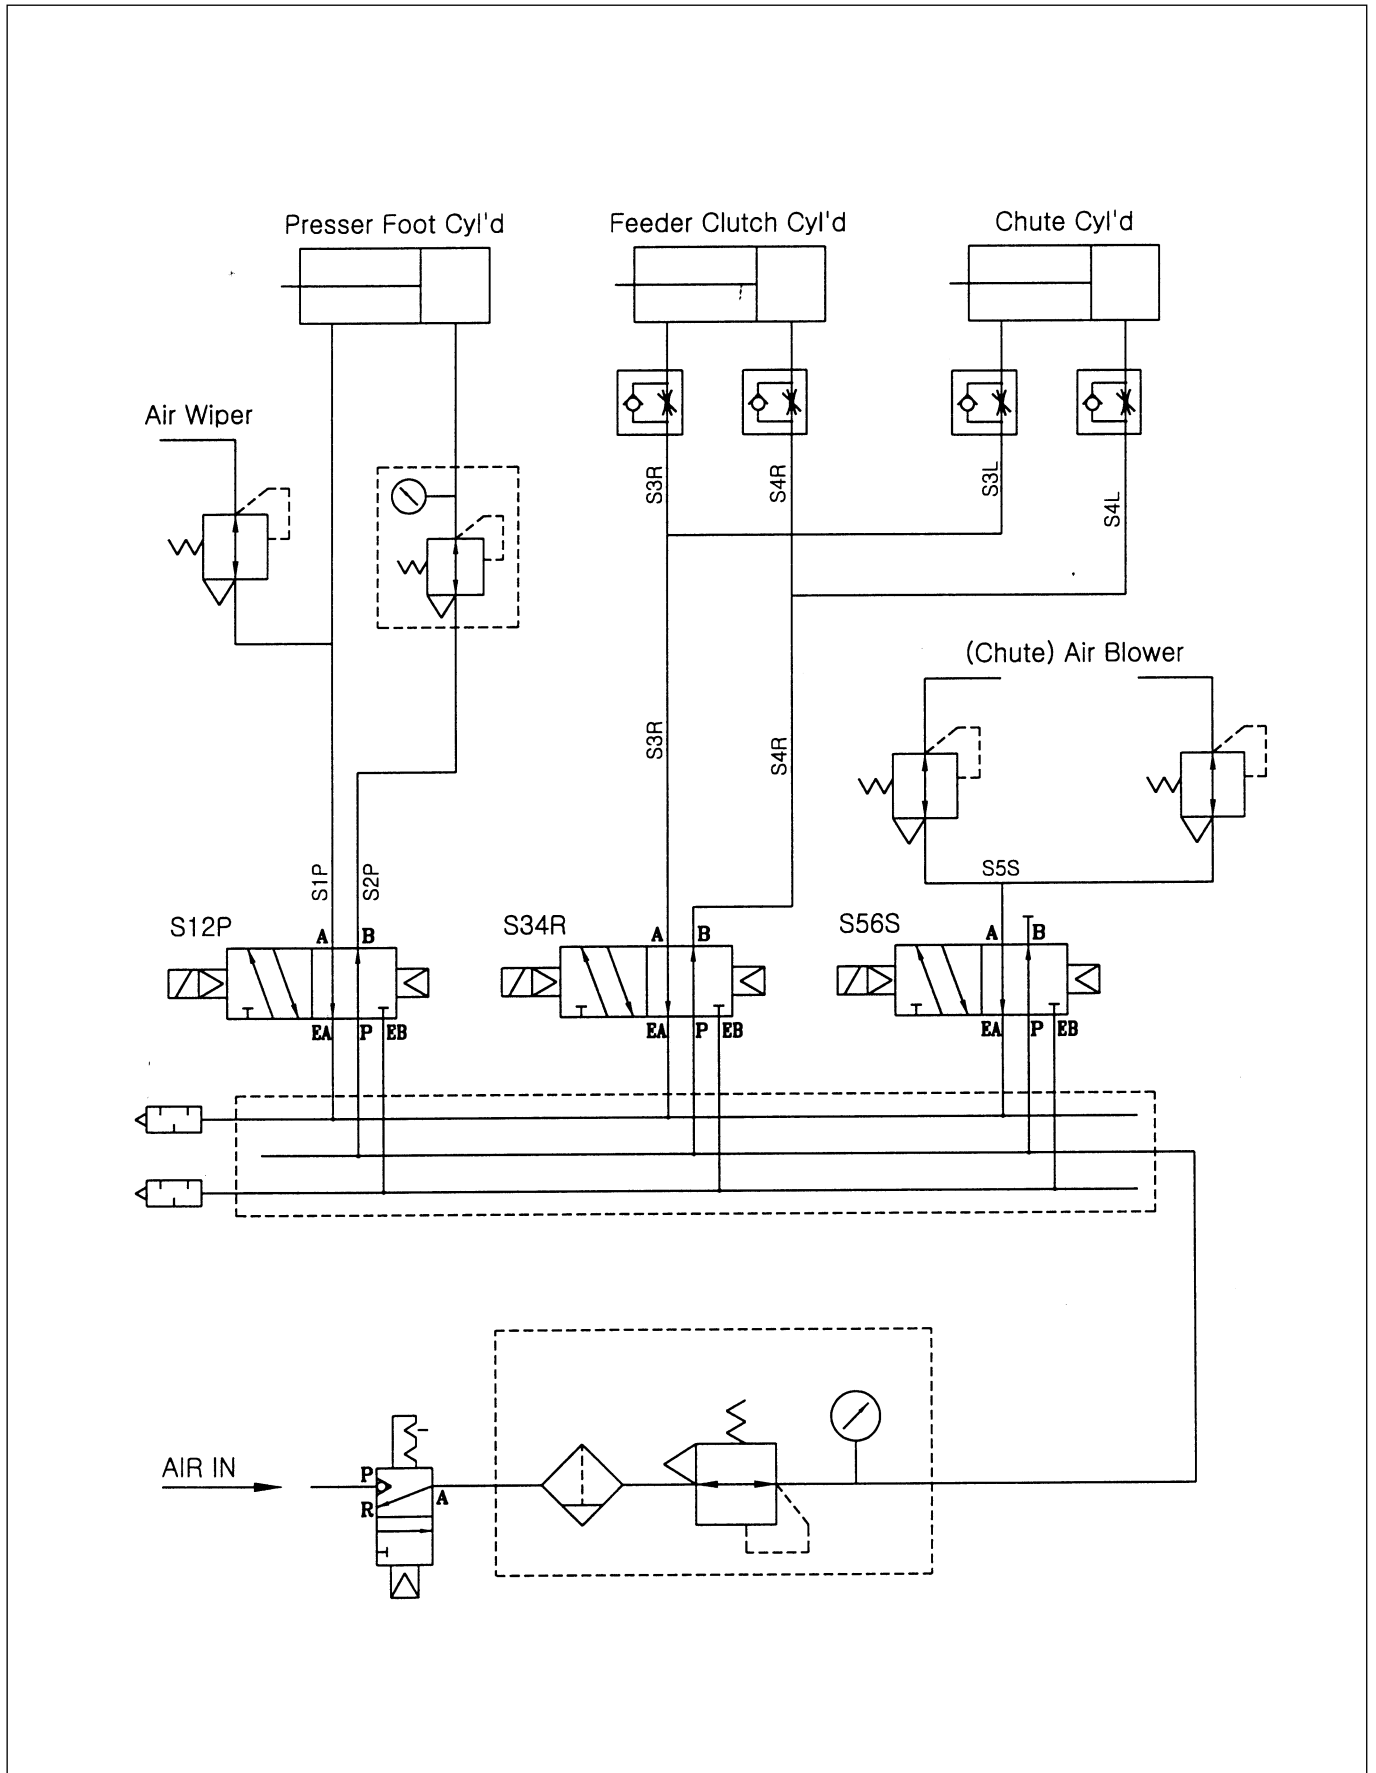 Presser Foot Cyl'd
Feeder Clutch Cyl'd
Chute Cyl'd
Air Wiper
S3R
S4R
S3L
S4L
(Chute) Air Blower
S3R
S4R
S1P
S2P
S5S
S12P
A
B
S34R
A
B
S56S
A
B
EA
P
EB
EA
P
EB
EA
P
EB
AIR IN
P
R
A